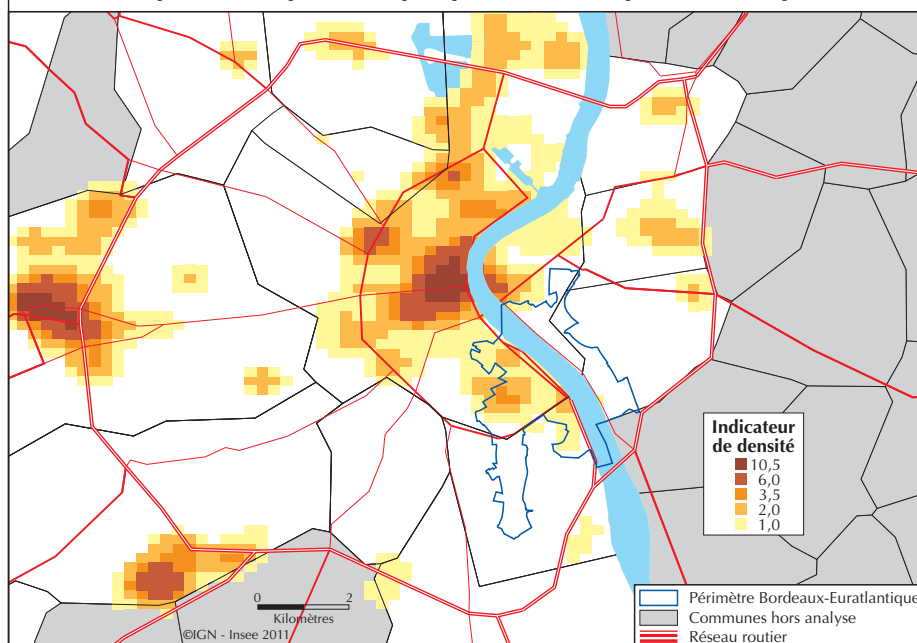 Indicateur
de densité
10,5
6,0
3,5
2,0
1,0
0 2
Kilomètres
©IGN - Insee 2011
Périmètre Bordeaux-Euratlantique
Communes hors analyse
Réseau routier